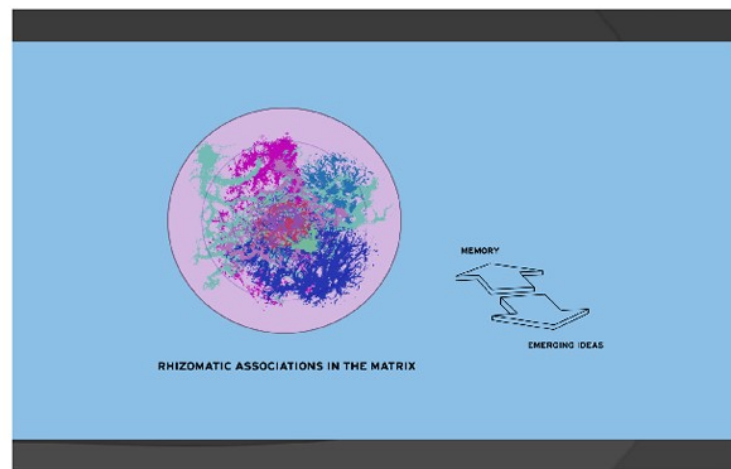 MEMORY
EMERGING IDEAS
RHIZOMATIC ASSOCIATIONS IN THE MATRIX